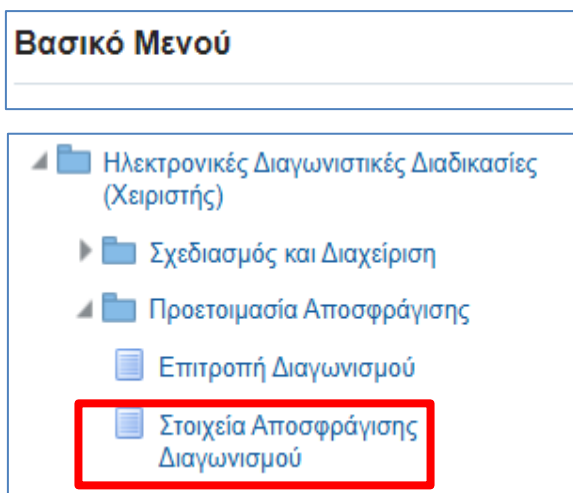 Βασικό Μενού
Ηλεκτρονικές Διαγωνιστικές Διαδικασίες
(Χειριστής)
Σχεδιασμός και Διαχείριση
Προετοιμασία Αποσφράγισης
Επιτροπή Διαγωνισμού
Στοιχεία Αποσφράγισης
Διαγωνισμού